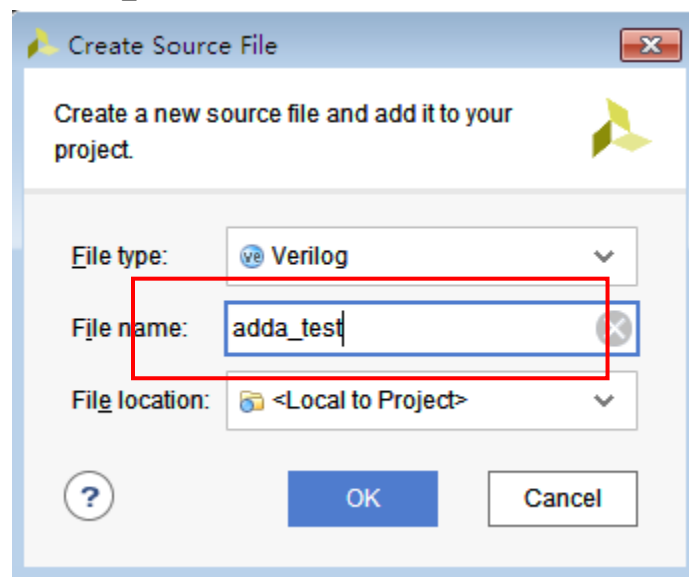 Create Source File
Create a new source file and add it to your
project.
File type:
Verilog
File name:
adda_test
File location:
<Local to Project>
?
OK
Cancel